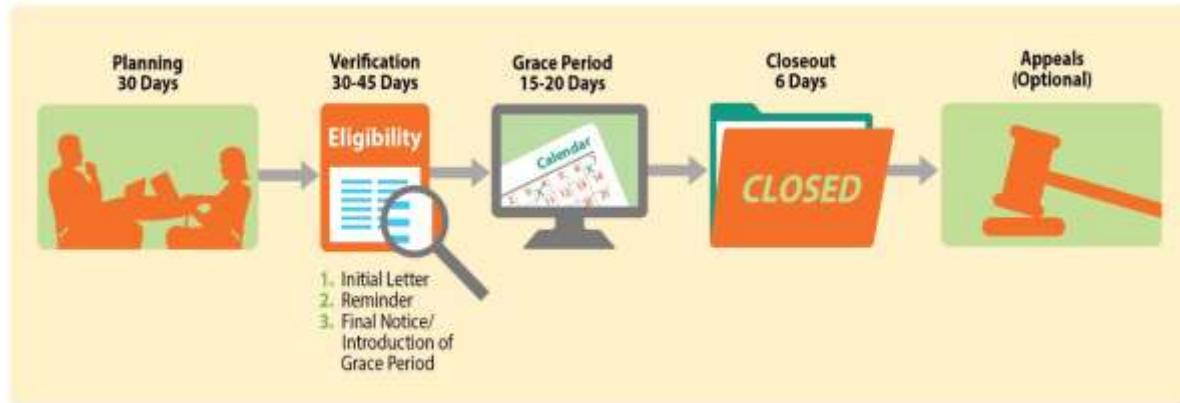 Planning
30 Days
Verification
30-45 Days
Grace Period
15-20 Days
Closeout
6 Days
Appeals
(Optional)
Eligibility
Calendar
CLOSED
1. Initial Letter
2. Reminder
3. Final Notice/
Introduction of
Grace Period